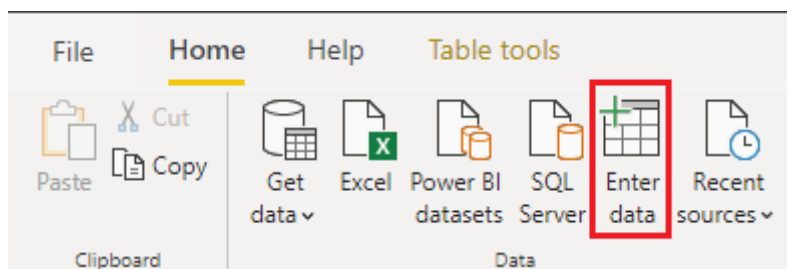 File Home Help Table tools
Cut
Copy
Paste
Get data
Excel
Power BI datasets
SQL Server
Enter data
Recent sources
Clipboard
Data